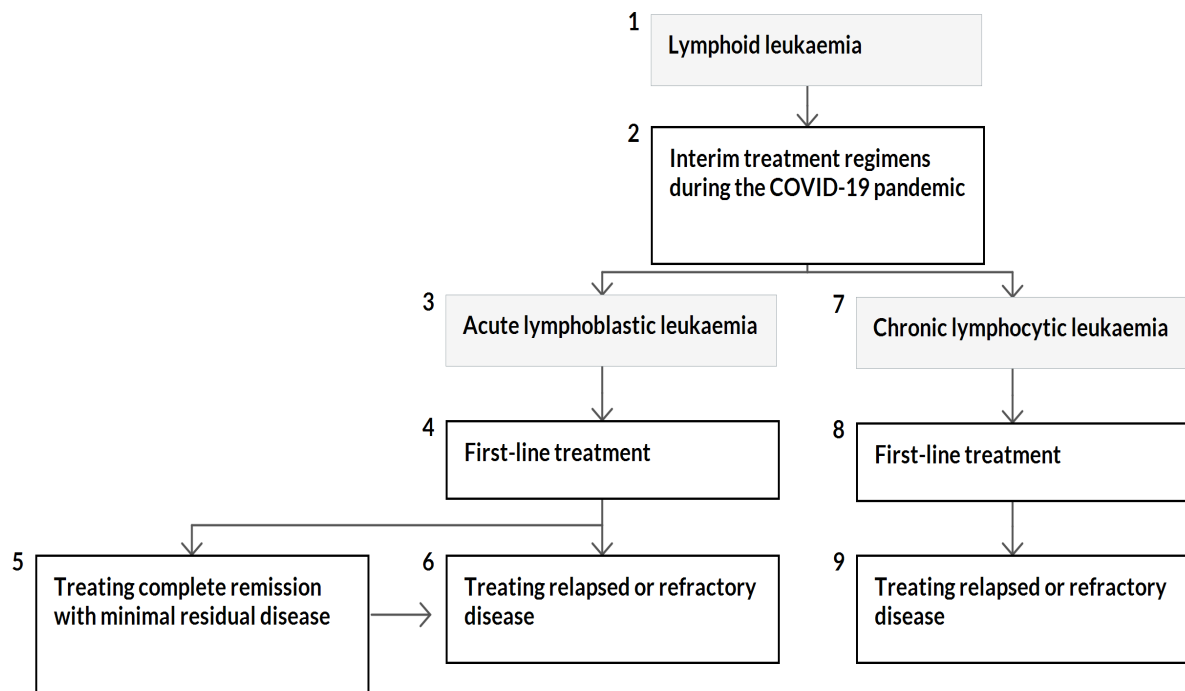 1
Lymphoid leukaemia
2
Interim treatment regimens
during the COVID-19 pandemic
3
Acute lymphoblastic leukaemia
7
Chronic lymphocytic leukaemia
4
First-line treatment
8
First-line treatment
5
Treating complete remission
with minimal residual disease
6
Treating relapsed or refractory
disease
9
Treating relapsed or refractory
disease